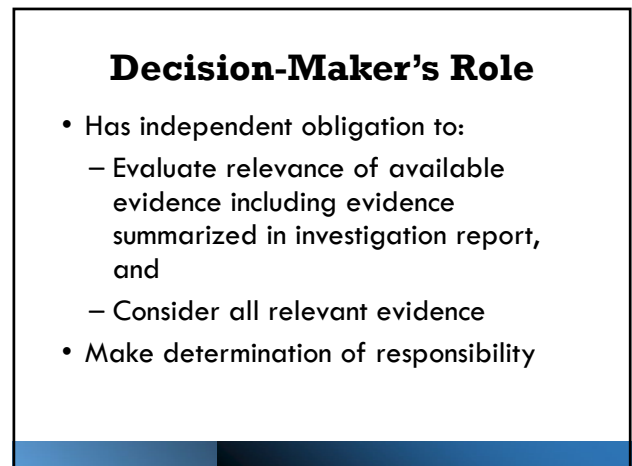 Decision-Maker’s Role
• Has independent obligation to:
– Evaluate relevance of available
evidence including evidence
summarized in investigation report,
and
– Consider all relevant evidence
• Make determination of responsibility